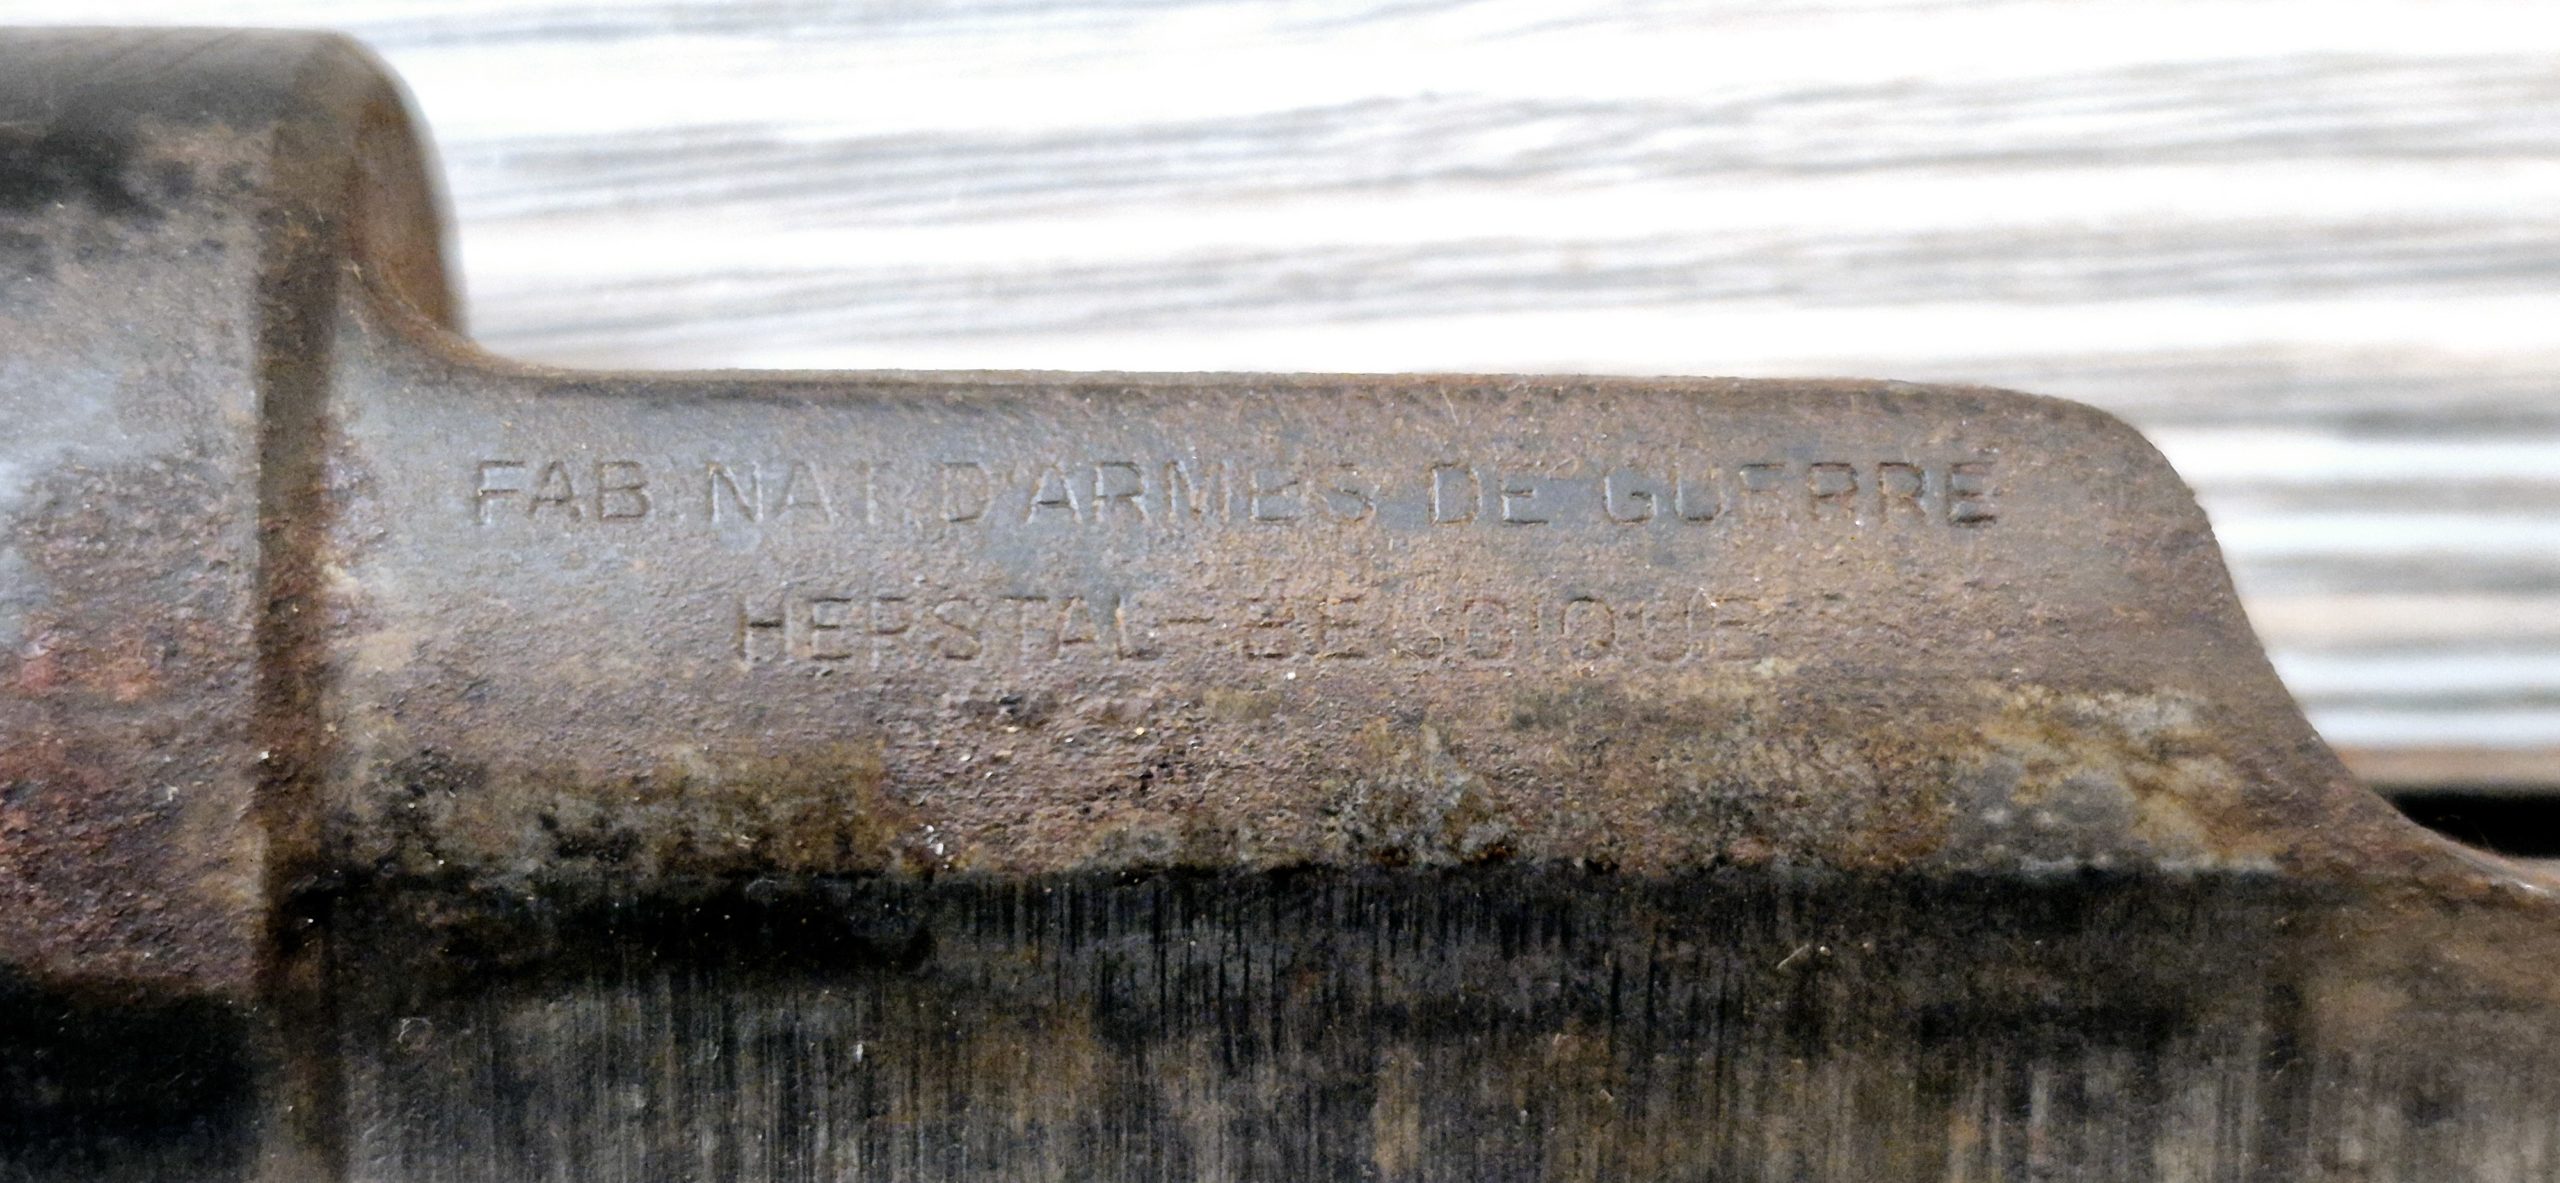 FAB. NAT. D'ARMES DE GUERRE
HERSTAL-BELGIQUE